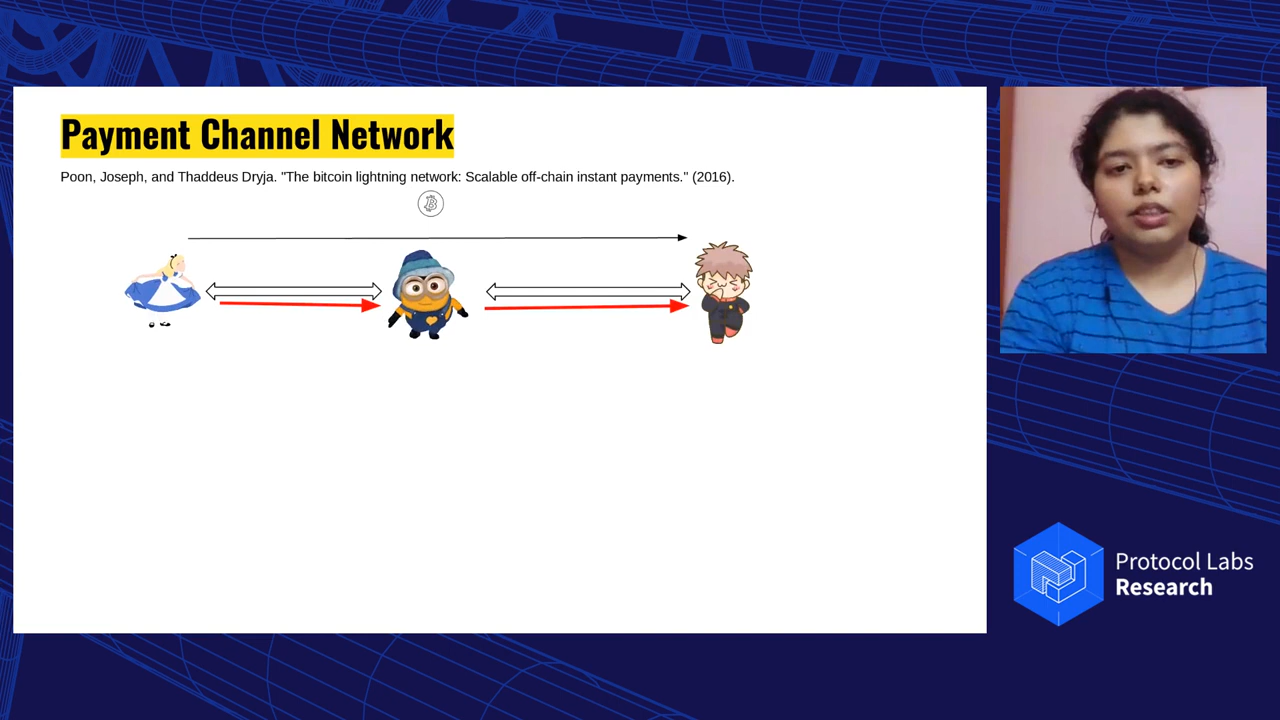 Payment Channel Network
Poon, Joseph, and Thaddeus Dryja. "The bitcoin lightning network: Scalable off-chain instant payments." (2016).
Protocol Labs
Research